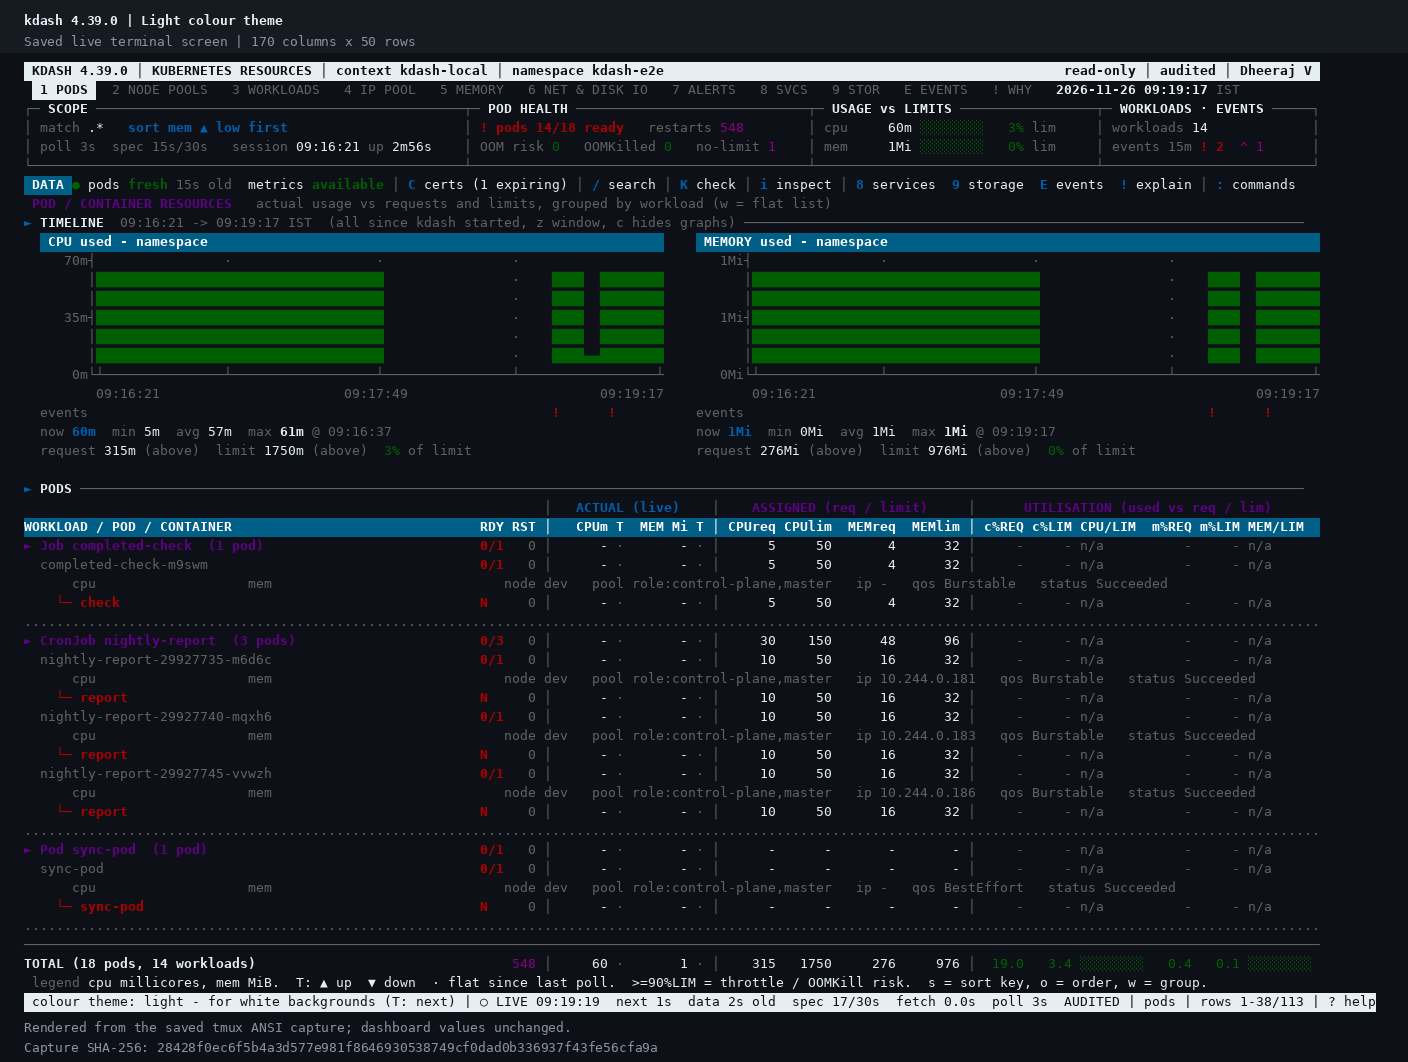 kdash 4.39.0 | Light colour theme
Saved live terminal screen | 170 columns x 50 rows
KDASH 4.39.0 │ KUBERNETES RESOURCES │ context kdash-local │ namespace kdash-e2e read-only │ audited │ Dheeraj V
1 PODS 2 NODE POOLS 3 WORKLOADS 4 IP POOL 5 MEMORY 6 NET & DISK IO 7 ALERTS 8 SVCS 9 STOR E EVENTS ! WHY 2026-11-26 09:19:17 IST
SCOPE POD HEALTH USAGE vs LIMITS WORKLOADS · EVENTS
match .* sort mem ▲ low first │ ! pods 14/18 ready restarts 548 │ cpu 60m 3% lim │ workloads 14
poll 3s spec 15s/30s session 09:16:21 up 2m56s │ OOM risk 0 OOMKilled 0 no-limit 1 │ mem 1Mi 0% lim │ events 15m ! 2 ^ 1
DATA ● pods fresh 15s old metrics available │ C certs (1 expiring) │ / search │ K check │ i inspect │ 8 services 9 storage E events ! explain │ : commands
POD / CONTAINER RESOURCES actual usage vs requests and limits, grouped by workload (w = flat list)
► TIMELINE 09:16:21 -> 09:19:17 IST (all since kdash started, z window, c hides graphs)
CPU used - namespace MEMORY used - namespace
70m 1Mi
35m 1Mi
0m 0Mi
09:16:21 09:17:49 09:19:17 09:16:21 09:17:49 09:19:17
events ! ! events ! !
now 60m min 5m avg 57m max 61m @ 09:16:37 now 1Mi min 0Mi avg 1Mi max 1Mi @ 09:19:17
request 315m (above) limit 1750m (above) 3% of limit request 276Mi (above) limit 976Mi (above) 0% of limit
► PODS
│ ACTUAL (live) │ ASSIGNED (req / limit) │ UTILISATION (used vs req / lim)
WORKLOAD / POD / CONTAINER RDY RST │ CPUm T MEM Mi T │ CPUreq CPUlim MEMreq MEMlim │ c%REQ c%LIM CPU/LIM m%REQ m%LIM MEM/LIM
► Job completed-check (1 pod) 0/1 0 │ - · - · │ 5 50 4 32 │ - - n/a - - n/a
completed-check-m9swm 0/1 0 │ - · - · │ 5 50 4 32 │ - - n/a - - n/a
cpu mem node dev pool role:control-plane,master ip - qos Burstable status Succeeded
└─ check N 0 │ - · - · │ 5 50 4 32 │ - - n/a - - n/a
► CronJob nightly-report (3 pods) 0/3 0 │ - · - · │ 30 150 48 96 │ - - n/a - - n/a
nightly-report-29927735-m6d6c 0/1 0 │ - · - · │ 10 50 16 32 │ - - n/a - - n/a
cpu mem node dev pool role:control-plane,master ip 10.244.0.181 qos Burstable status Succeeded
└─ report N 0 │ - · - · │ 10 50 16 32 │ - - n/a - - n/a
nightly-report-29927740-mqxh6 0/1 0 │ - · - · │ 10 50 16 32 │ - - n/a - - n/a
cpu mem node dev pool role:control-plane,master ip 10.244.0.183 qos Burstable status Succeeded
└─ report N 0 │ - · - · │ 10 50 16 32 │ - - n/a - - n/a
nightly-report-29927745-vvwzh 0/1 0 │ - · - · │ 10 50 16 32 │ - - n/a - - n/a
cpu mem node dev pool role:control-plane,master ip 10.244.0.186 qos Burstable status Succeeded
└─ report N 0 │ - · - · │ 10 50 16 32 │ - - n/a - - n/a
► Pod sync-pod (1 pod) 0/1 0 │ - · - · │ - - - - │ - - n/a - - n/a
sync-pod 0/1 0 │ - · - · │ - - - - │ - - n/a - - n/a
cpu mem node dev pool role:control-plane,master ip - qos BestEffort status Succeeded
└─ sync-pod N 0 │ - · - · │ - - - - │ - - n/a - - n/a
TOTAL (18 pods, 14 workloads) 548 │ 60 · 1 · │ 315 1750 276 976 │ 19.0 3.4 0.4 0.1
legend cpu millicores, mem MiB. T: ▲ up ▼ down · flat since last poll. >=90%LIM = throttle / OOMKill risk. s = sort key, o = order, w = group.
colour theme: light - for white backgrounds (T: next) | ○ LIVE 09:19:19 next 1s data 2s old spec 17/30s fetch 0.0s poll 3s AUDITED | pods | rows 1-38/113 | ? help
Rendered from the saved tmux ANSI capture; dashboard values unchanged.
Capture SHA-256: 28428f0ec6f5b4a3d577e981f8646930538749cf0dad0b336937f43fe56cfa9a